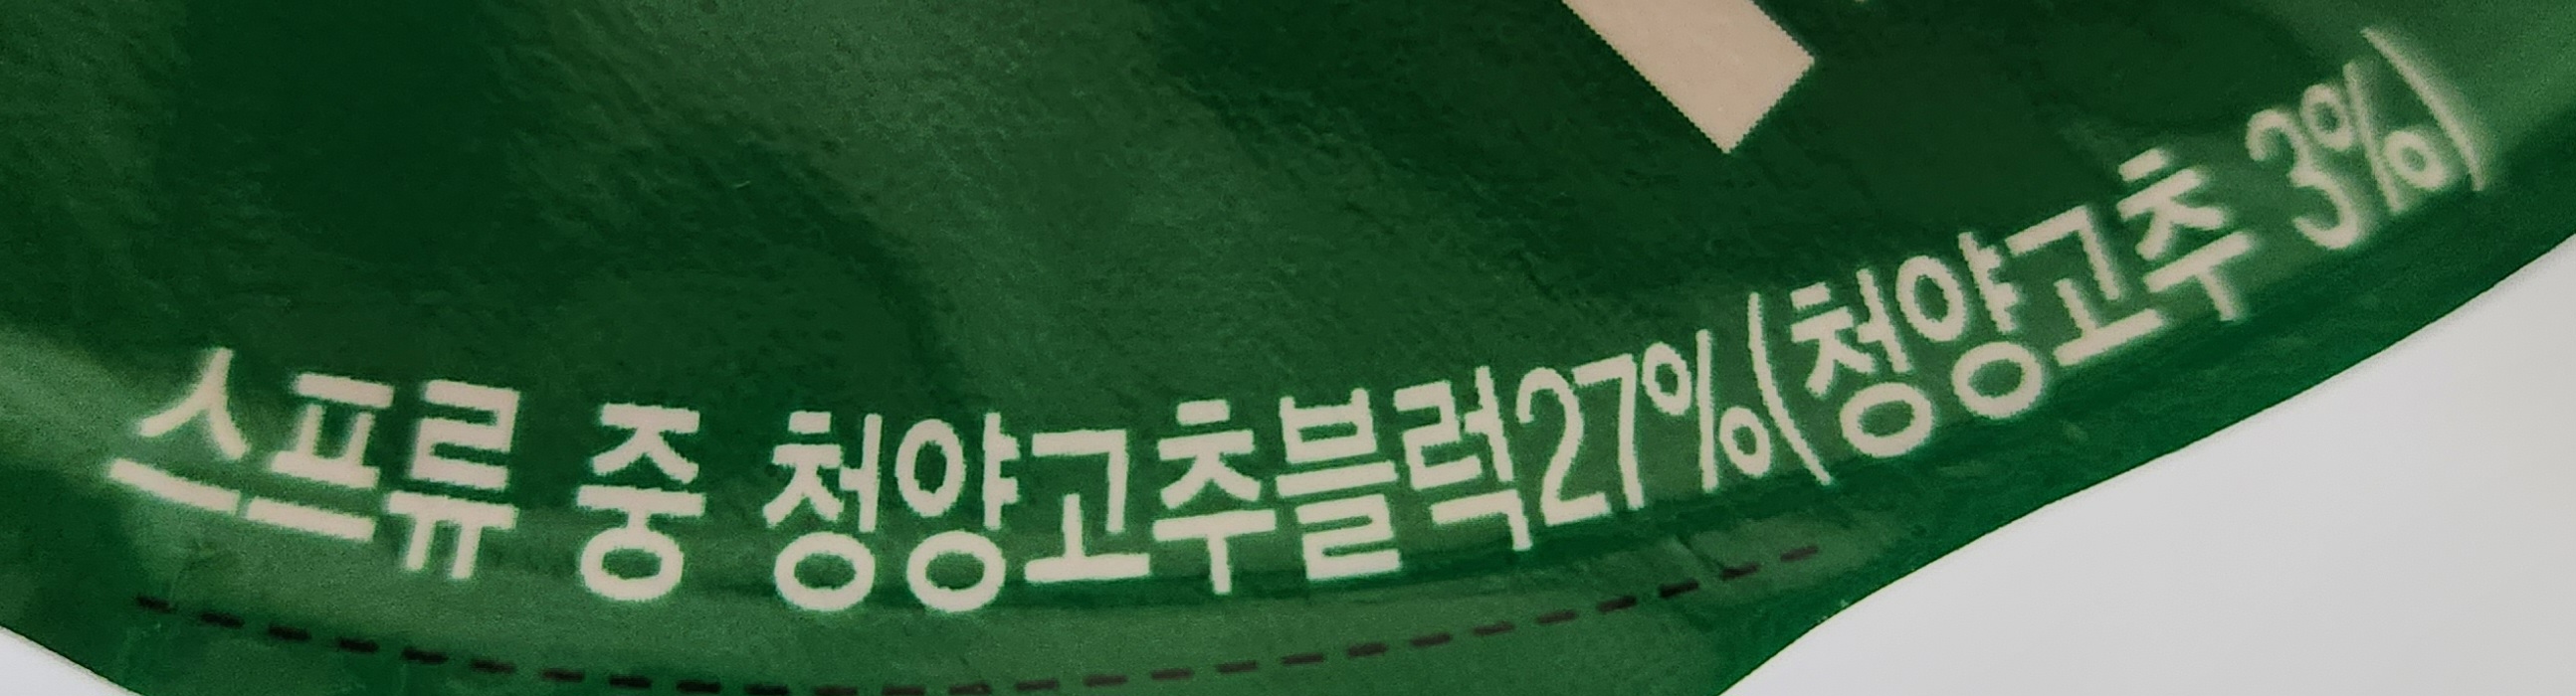 스프류 중 청양고추블럭27%(청양고추 3%)